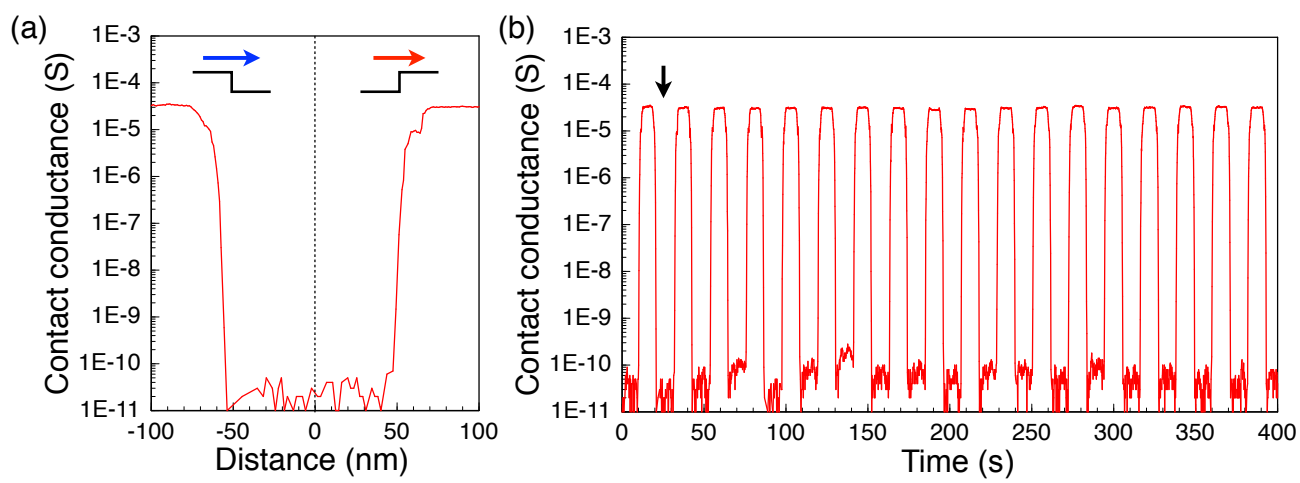 (a)
Contact conductance (S)
1E-3
1E-4
1E-5
1E-6
1E-7
1E-8
1E-9
1E-10
1E-11
-100 -50 0 50 100
Distance (nm)
(b)
Contact conductance (S)
1E-3
1E-4
1E-5
1E-6
1E-7
1E-8
1E-9
1E-10
1E-11
0 50 100 150 200 250 300 350 400
Time (s)